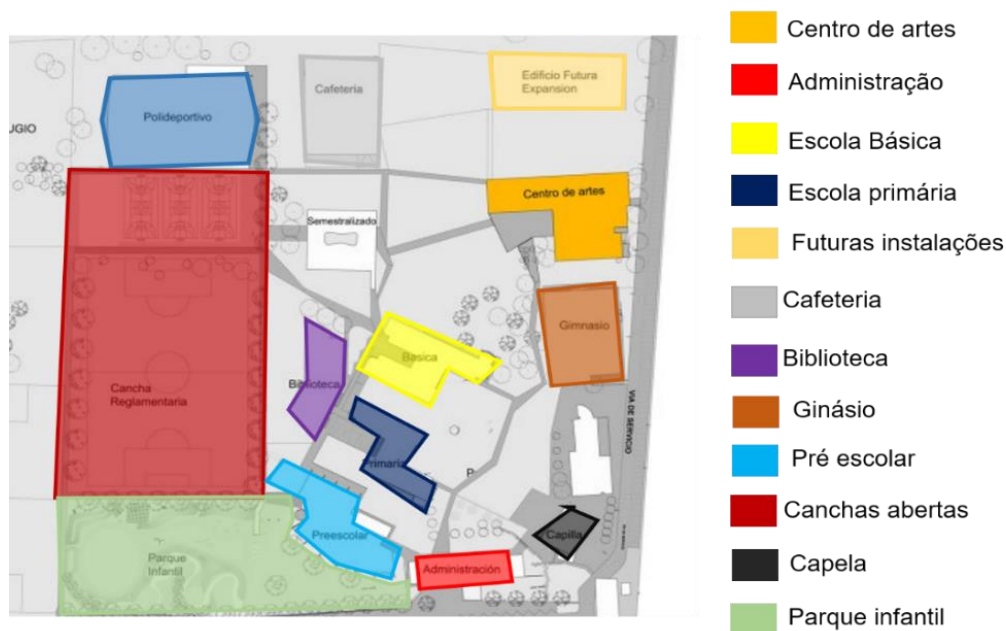 Polideportivo
Cafeteria
Edificio Futura
Expansion
UGIO
Centro de artes
Semestralizado
Gimnasio
Basica
Biblioteca
Cancha
Reglamentaria
VIA DE SERVICIO
Primaria
P
Preescolar
Capilla
Parque
Infantil
Administración
Centro de artes
Administração
Escola Básica
Escola primária
Futuras instalações
Cafeteria
Biblioteca
Ginásio
Pré escolar
Canchas abertas
Capela
Parque infantil